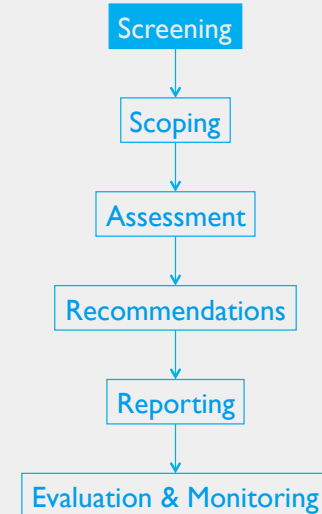 Screening
Scoping
Assessment
Recommendations
Reporting
Evaluation & Monitoring